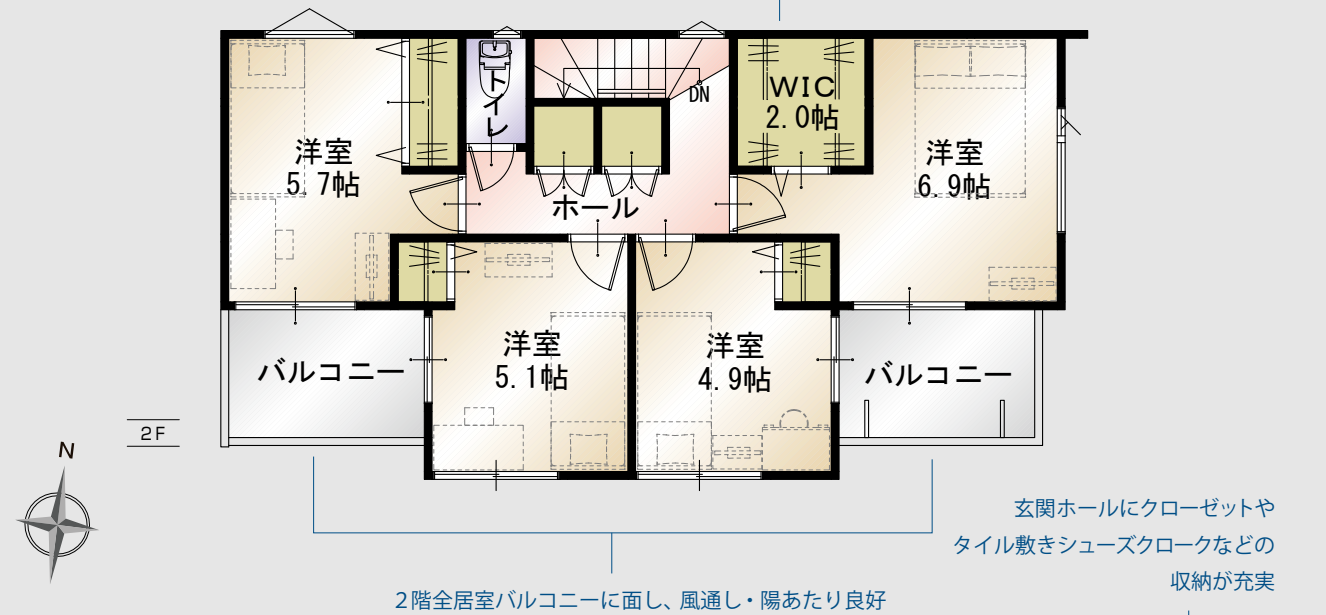 トイレ
DN
WIC
2.0帖
洋室
5.7帖
洋室
6.9帖
ホール
バルコニー
洋室
5.1帖
洋室
4.9帖
バルコニー
2F
N
玄関ホールにクローゼットや
タイル敷きシューズクロークなどの
収納が充実
2階全居室バルコニーに面し、風通し・陽あたり良好